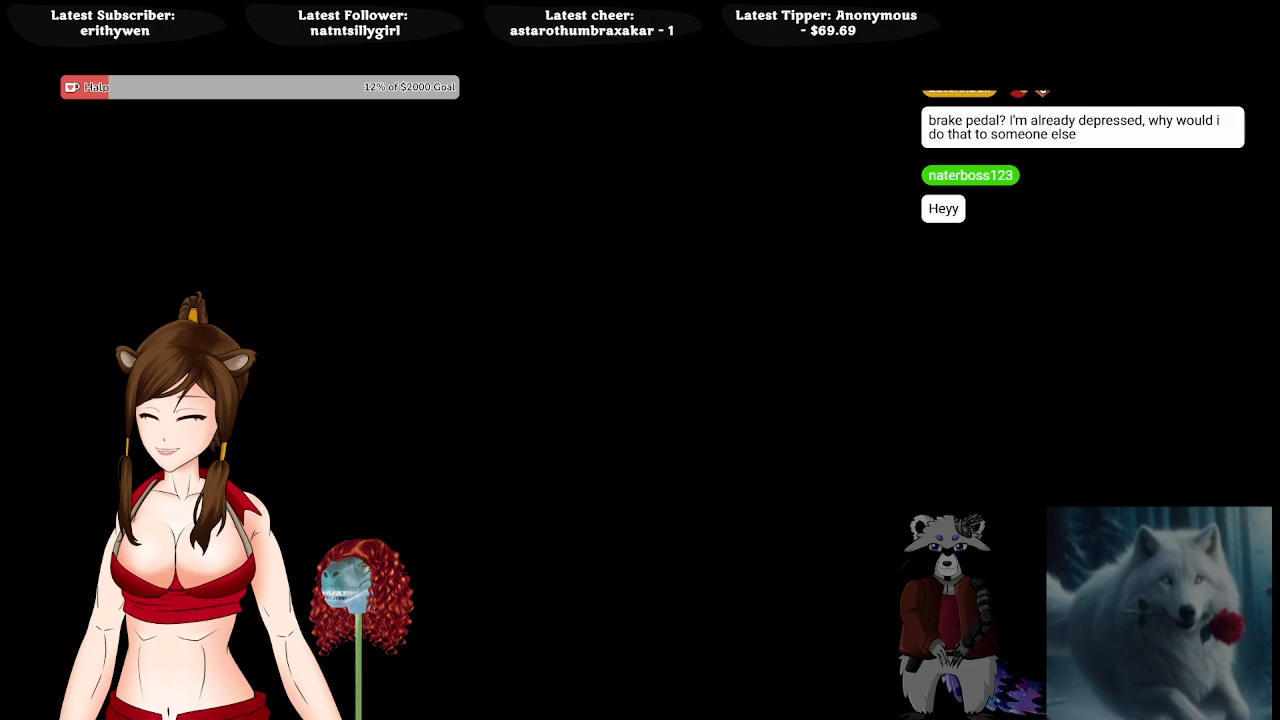 Latest Subscriber:
erithywen
Latest Follower:
natntsillygirl
Latest cheer:
astarothumbraxakar - 1
Latest Tipper: Anonymous
- $69.69
Halo
12% of $2000 Goal
brake pedal? I'm already depressed, why would i
do that to someone else
naterboss123
Heyy